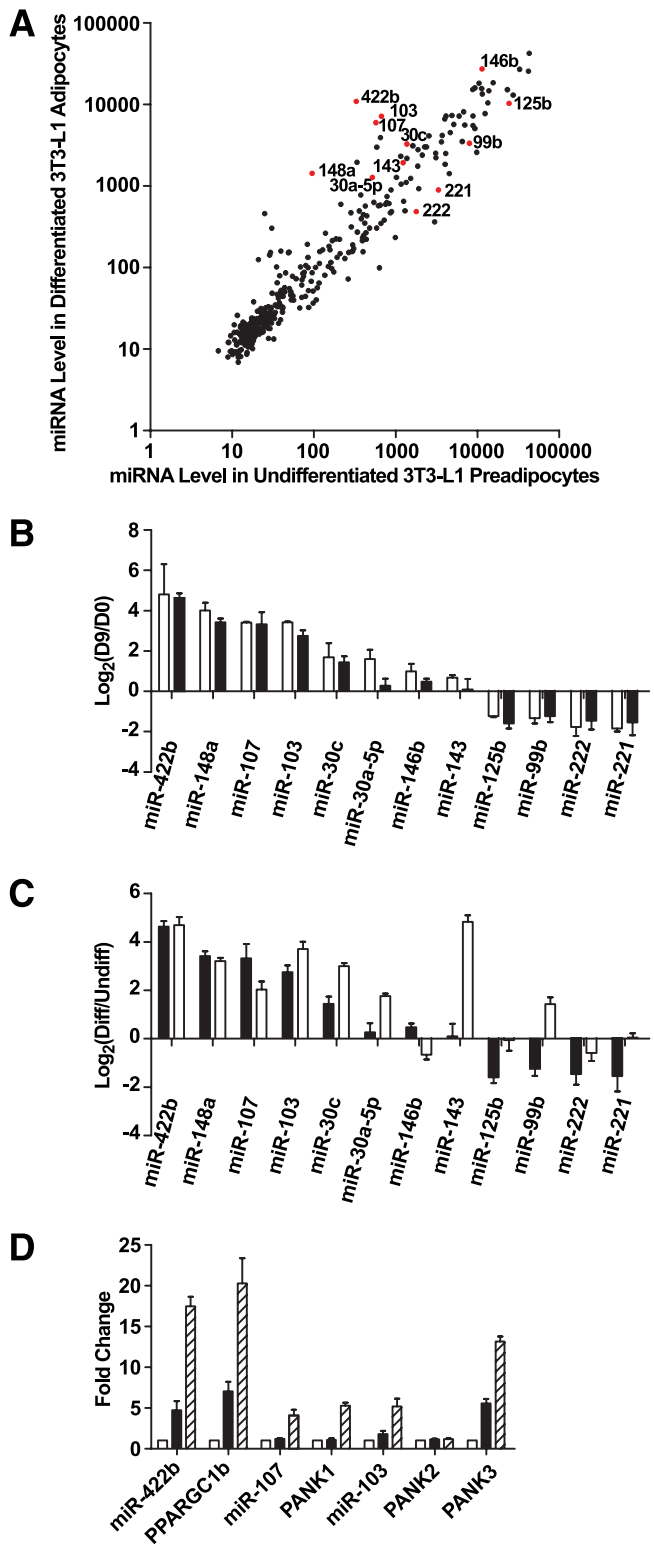 A
miRNA Level in Differentiated 3T3-L1 Adipocytes
100000
10000
1000
100
10
1
146b
422b
103
125b
107
30c
99b
143
148a
30a-5p
221
222
1
10
100
1000
10000
100000
miRNA Level in Undifferentiated 3T3-L1 Preadipocytes
B
Log2(D9/D0)
8
6
4
2
0
-2
-4
miR-422b
miR-148a
miR-107
miR-103
miR-30c
miR-30a-5p
miR-146b
miR-143
miR-125b
miR-99b
miR-222
miR-221
C
Log2(Diff/Undiff)
6
4
2
0
-2
-4
miR-422b
miR-148a
miR-107
miR-103
miR-30c
miR-30a-5p
miR-146b
miR-143
miR-125b
miR-99b
miR-222
miR-221
D
Fold Change
25
20
15
10
5
0
miR-422b
PPARGC1b
miR-107
PANK1
miR-103
PANK2
PANK3